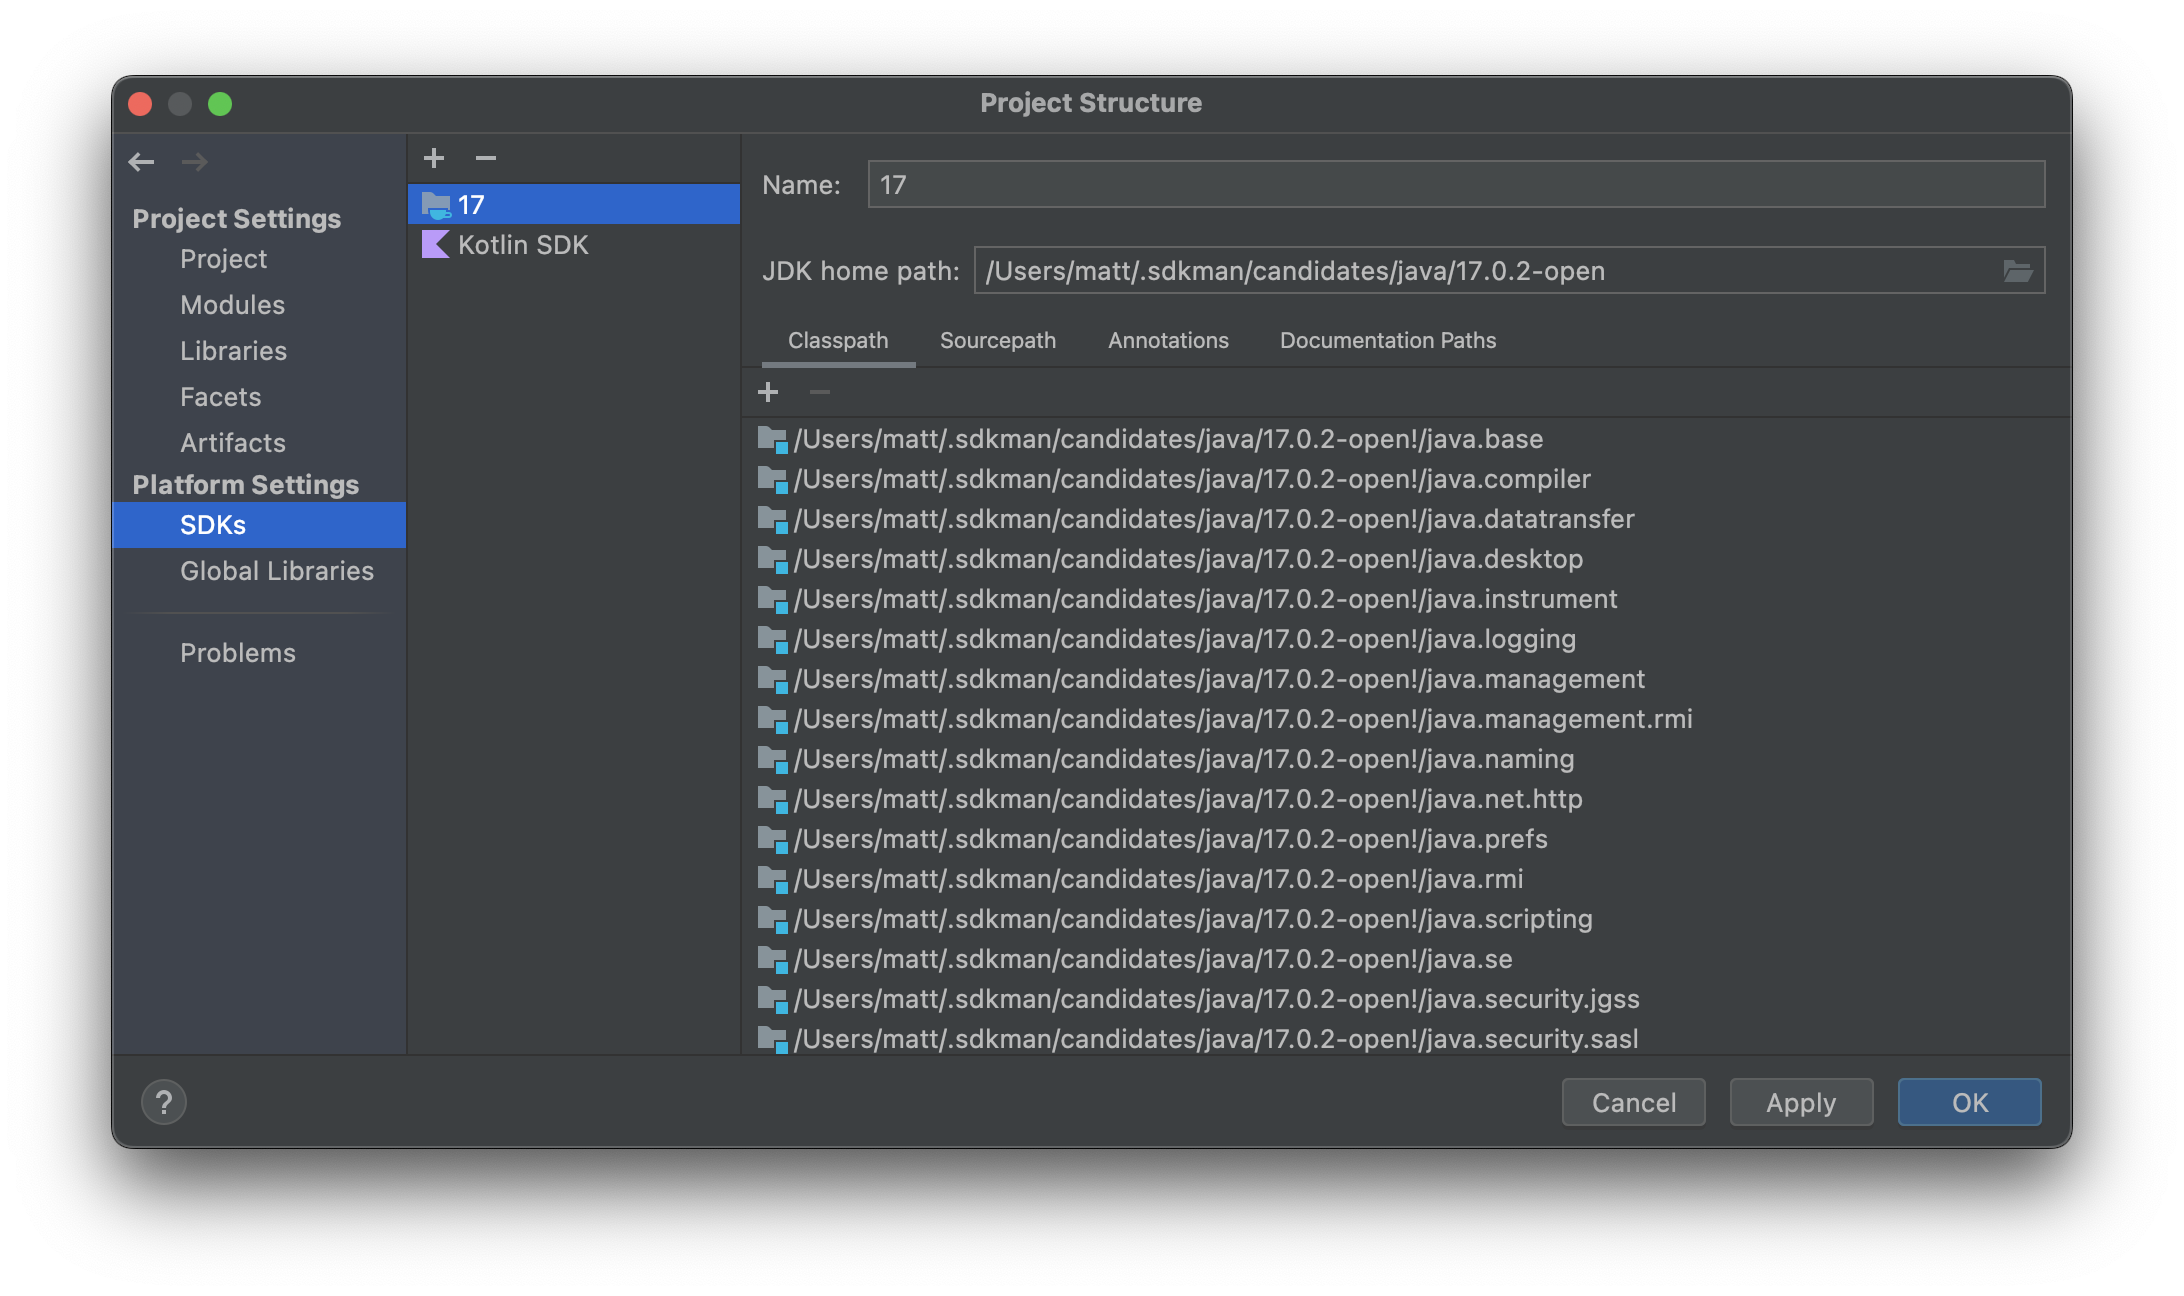 Project Structure
Project Settings
Project
Modules
Libraries
Facets
Artifacts
Platform Settings
SDKs
Global Libraries
Problems
17
Kotlin SDK
Name: 17
JDK home path: /Users/matt/.sdkman/candidates/java/17.0.2-open
Classpath Sourcepath Annotations Documentation Paths
/Users/matt/.sdkman/candidates/java/17.0.2-open!/java.base
/Users/matt/.sdkman/candidates/java/17.0.2-open!/java.compiler
/Users/matt/.sdkman/candidates/java/17.0.2-open!/java.datatransfer
/Users/matt/.sdkman/candidates/java/17.0.2-open!/java.desktop
/Users/matt/.sdkman/candidates/java/17.0.2-open!/java.instrument
/Users/matt/.sdkman/candidates/java/17.0.2-open!/java.logging
/Users/matt/.sdkman/candidates/java/17.0.2-open!/java.management
/Users/matt/.sdkman/candidates/java/17.0.2-open!/java.management.rmi
/Users/matt/.sdkman/candidates/java/17.0.2-open!/java.naming
/Users/matt/.sdkman/candidates/java/17.0.2-open!/java.net.http
/Users/matt/.sdkman/candidates/java/17.0.2-open!/java.prefs
/Users/matt/.sdkman/candidates/java/17.0.2-open!/java.rmi
/Users/matt/.sdkman/candidates/java/17.0.2-open!/java.scripting
/Users/matt/.sdkman/candidates/java/17.0.2-open!/java.se
/Users/matt/.sdkman/candidates/java/17.0.2-open!/java.security.jgss
/Users/matt/.sdkman/candidates/java/17.0.2-open!/java.security.sasl
? Cancel Apply OK